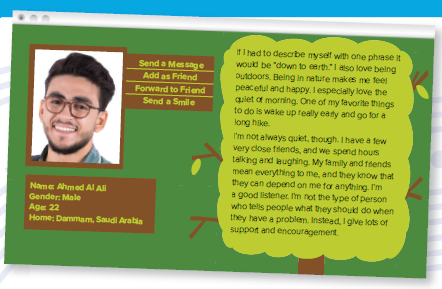 Send a Message
Add as Friend
Forward to Friend
Send a Smile
Name: Ahmed Al Ali
Gender: Male
Age: 22
Home: Dammam, Saudi Arabia
If I had to describe myself with one phrase it
would be "down to earth." I also love being
outdoors. Being in nature makes me feel
peaceful and happy. I especially love the
quiet of morning. One of my favorite things
to do is wake up really early and go for a
long hike.
I'm not always quiet, though. I have a few
very close friends, and we spend hours
talking and laughing. My family and friends
mean everything to me, and they know that
they can depend on me for anything. I'm
a good listener. I'm not the type of person
who tells people what they should do when
they have a problem. Instead, I give lots of
support and encouragement.